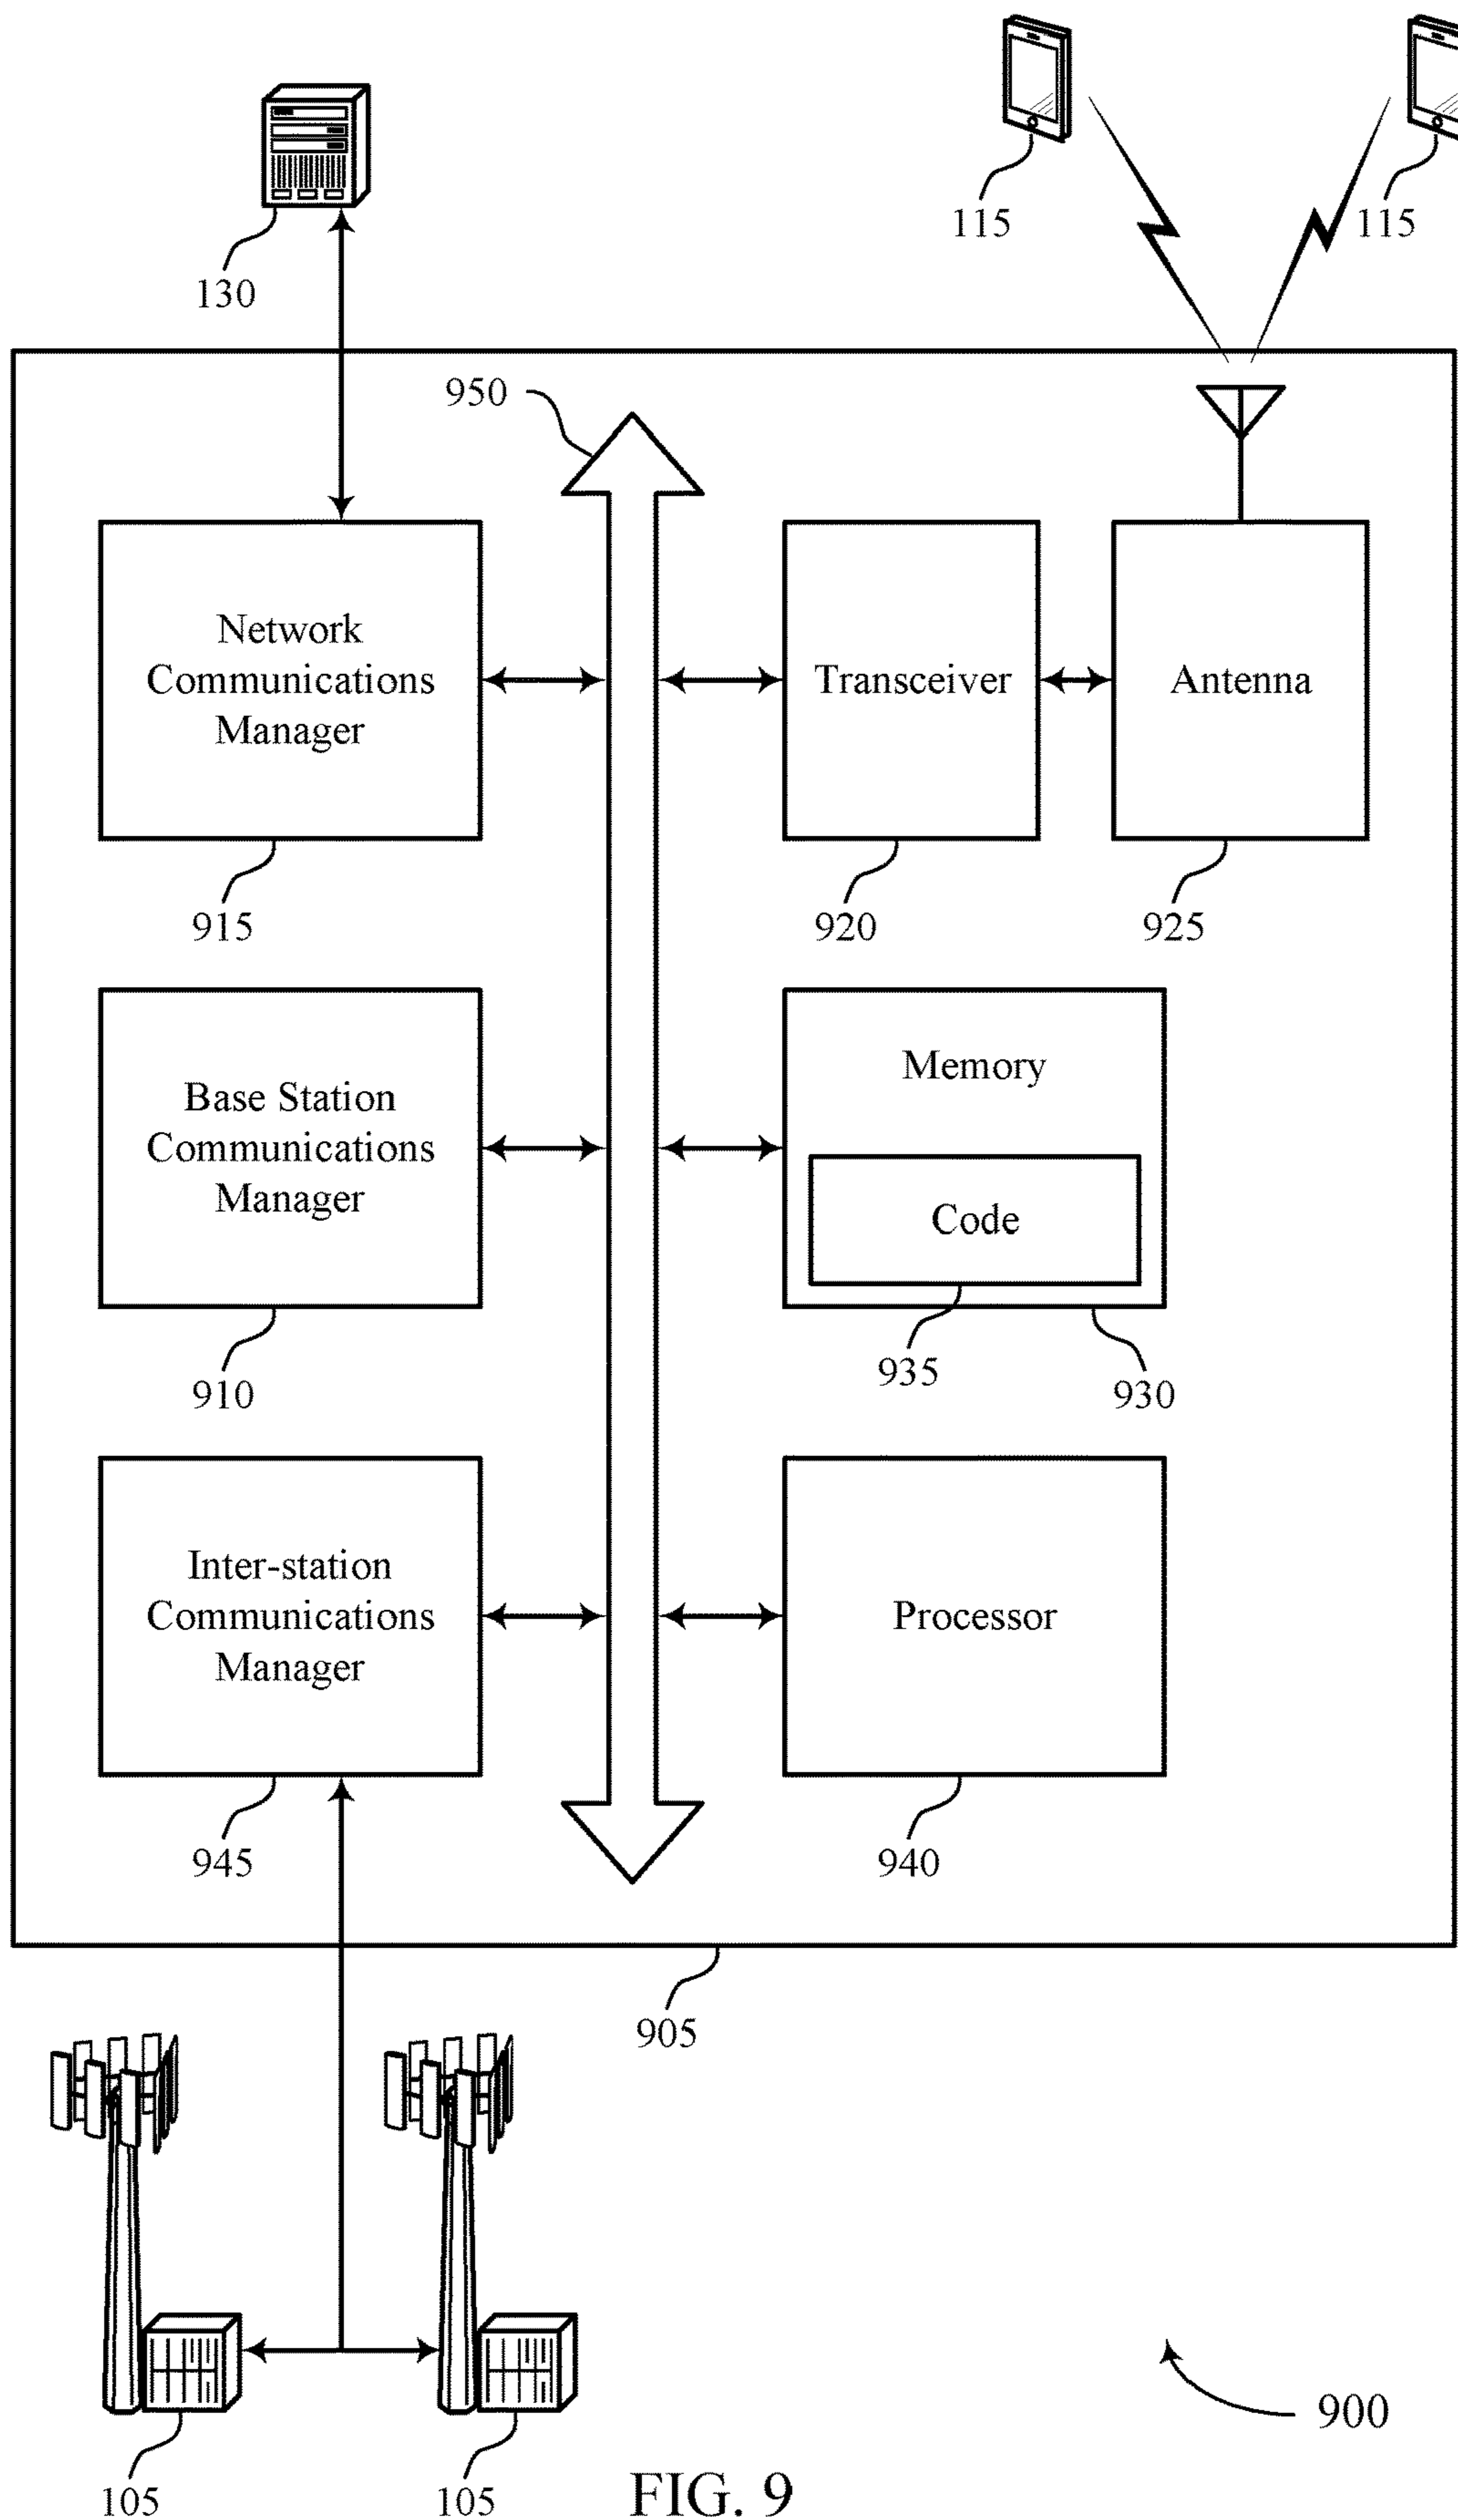 115
115
130
950
Network
Communications
Manager
Transceiver
Antenna
915
920
925
Base Station
Communications
Manager
Memory
Code
910
935
930
Inter-station
Communications
Manager
Processor
945
940
905
900
105
105
FIG. 9